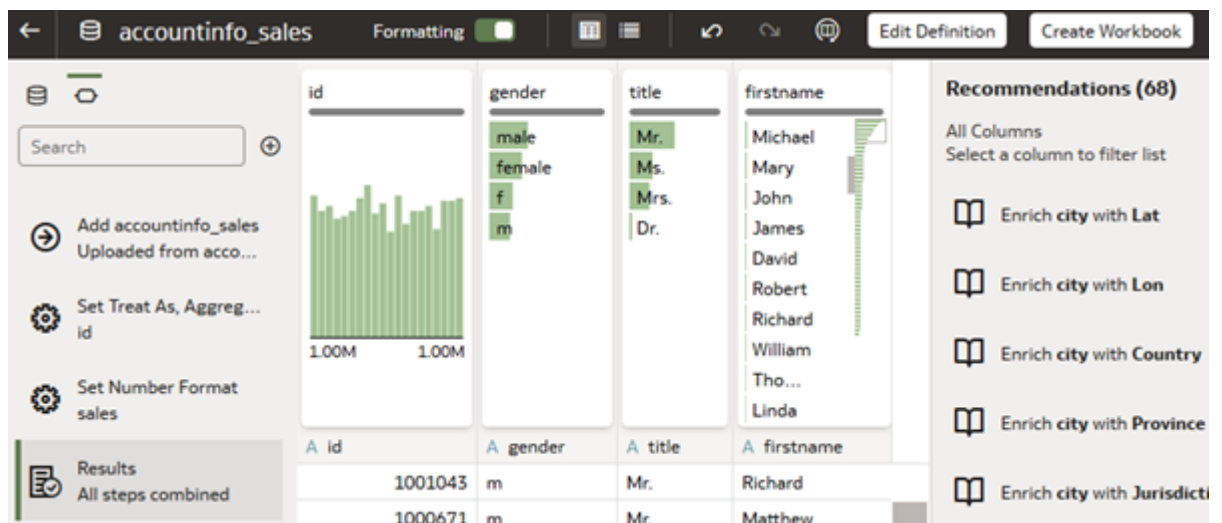 accountinfo_sales
Formatting
Edit Definition
Create Workbook
Search
Add accountinfo_sales
Uploaded from acco...
Set Treat As, Aggreg...
id
Set Number Format
sales
Results
All steps combined
id
1.00M 1.00M
gender
male
female
f
m
title
Mr.
Ms.
Mrs.
Dr.
firstname
Michael
Mary
John
James
David
Robert
Richard
William
Tho...
Linda
A id A gender A title A firstname
1001043 m Mr. Richard
1000671 m Mr. Matthew
Recommendations (68)
All Columns
Select a column to filter list
Enrich city with Lat
Enrich city with Lon
Enrich city with Country
Enrich city with Province
Enrich city with Jurisdicti